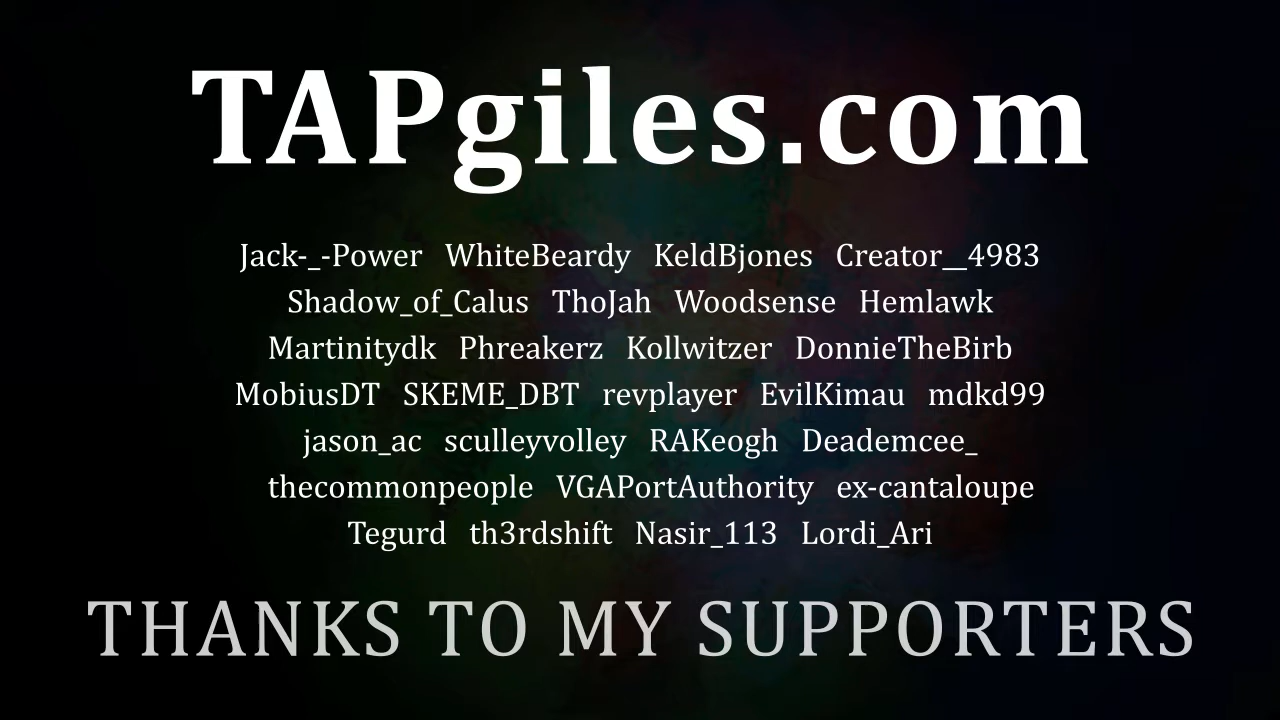 TAPgiles.com
Jack-_-Power WhiteBeardy KeldBjones Creator__4983
Shadow_of_Calus ThoJah Woodsense Hemlawk
Martinitydk Phreakerz Kollwitzer DonnieTheBirb
MobiusDT SKEME_DBT revplayer EvilKimau mdkd99
jason_ac sculleyvolley RAKeogh Deademcee_
thecommonpeople VGAPortAuthority ex-cantaloupe
Tegurd th3rdshift Nasir_113 Lordi_Ari
THANKS TO MY SUPPORTERS